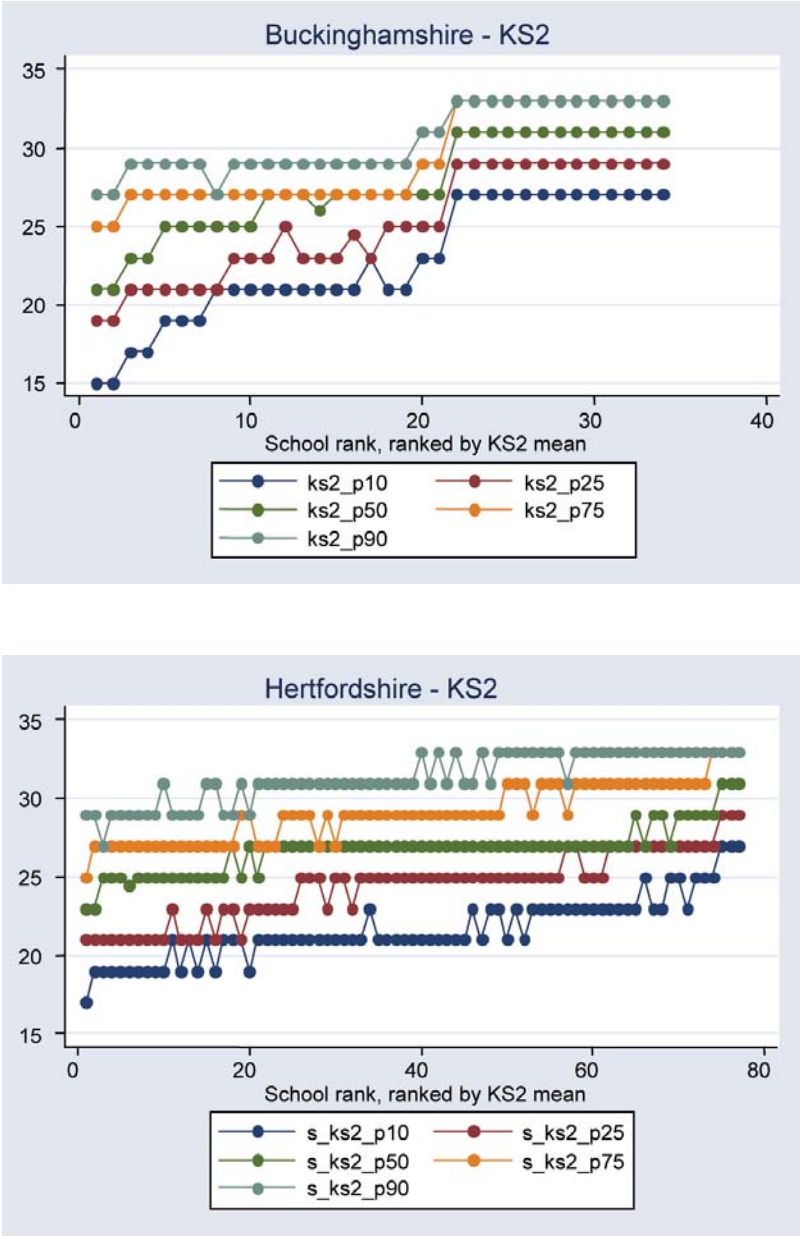 Buckinghamshire - KS2
35
30
25
20
15
0 10 20 30 40
School rank, ranked by KS2 mean
ks2_p10 ks2_p25
ks2_p50 ks2_p75
ks2_p90
Hertfordshire - KS2
35
30
25
20
15
0 20 40 60 80
School rank, ranked by KS2 mean
s_ks2_p10 s_ks2_p25
s_ks2_p50 s_ks2_p75
s_ks2_p90